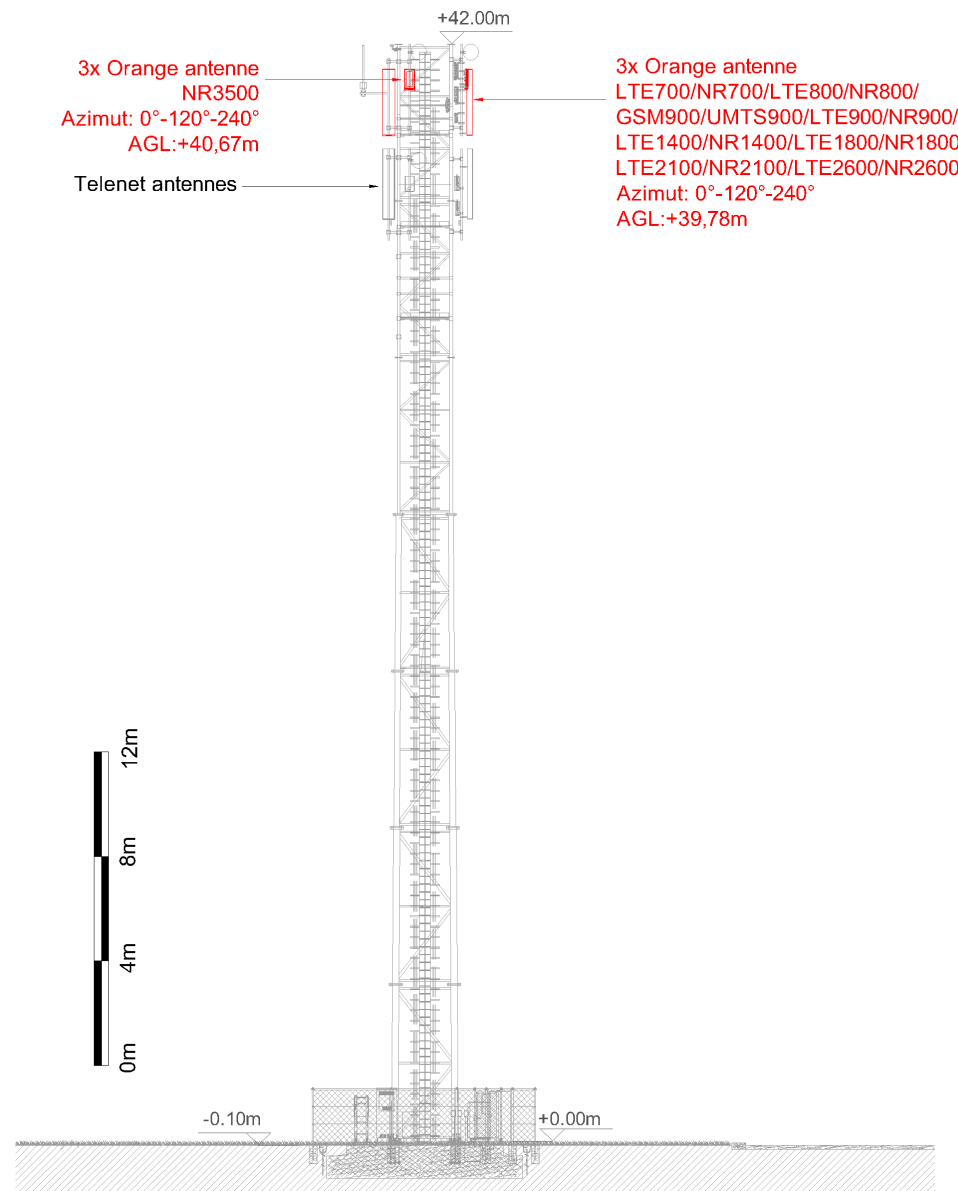 +42.00m
3x Orange antenne
NR3500
Azimut: 0°-120°-240°
AGL:+40,67m
Telenet antennes
3x Orange antenne
LTE700/NR700/LTE800/NR800/
GSM900/UMTS900/LTE900/NR900/
LTE1400/NR1400/LTE1800/NR1800
LTE2100/NR2100/LTE2600/NR2600
Azimut: 0°-120°-240°
AGL:+39,78m
12m
8m
4m
0m
-0.10m
+0.00m